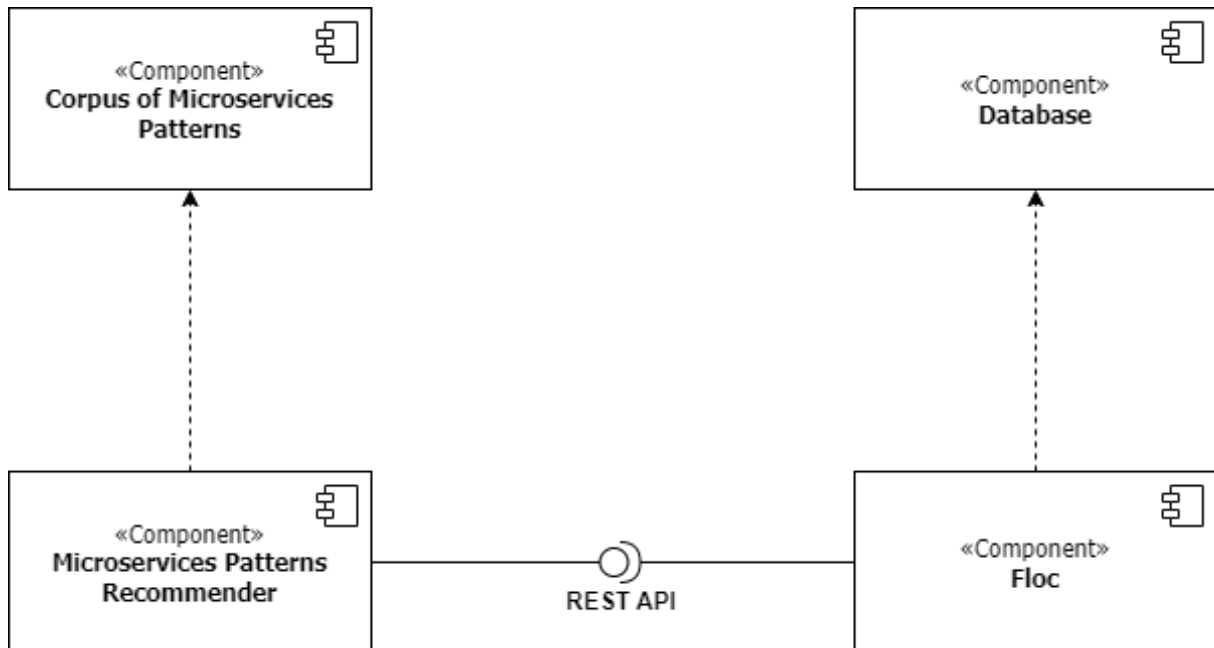 «Component»
Corpus of Microservices
Patterns
«Component»
Database
«Component»
Microservices Patterns
Recommender
REST API
«Component»
Floc